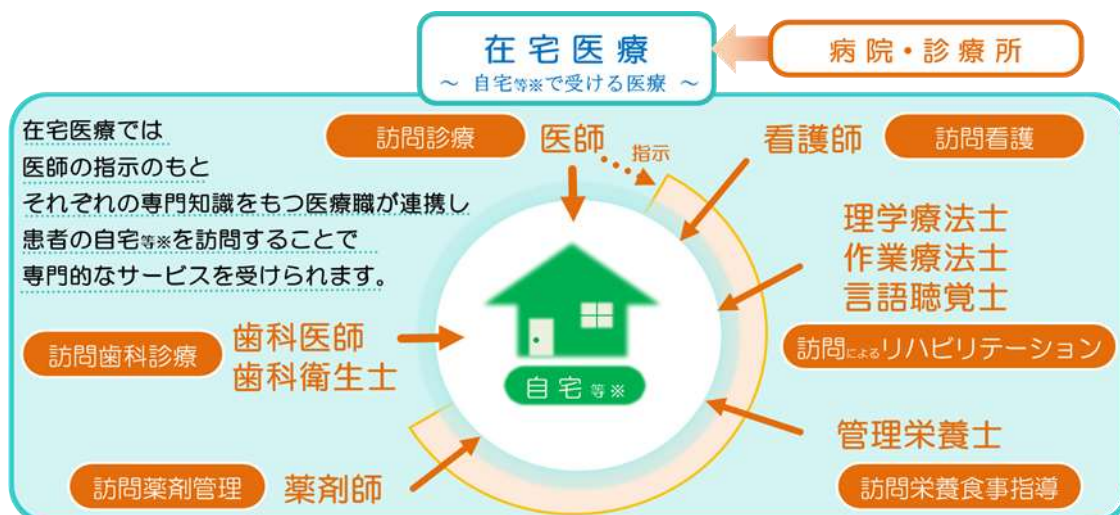 在宅医療
～ 自宅等※で受ける医療 ～
病院・診療所
在宅医療では
医師の指示のもと
それぞれの専門知識をもつ医療職が連携し
患者の自宅等※を訪問することで
専門的なサービスを受けられます。
訪問診療
医師
指示
看護師
訪問看護
理学療法士
作業療法士
言語聴覚士
訪問によるリハビリテーション
訪問歯科診療
歯科医師
歯科衛生士
自宅等※
管理栄養士
訪問栄養食事指導
訪問薬剤管理
薬剤師